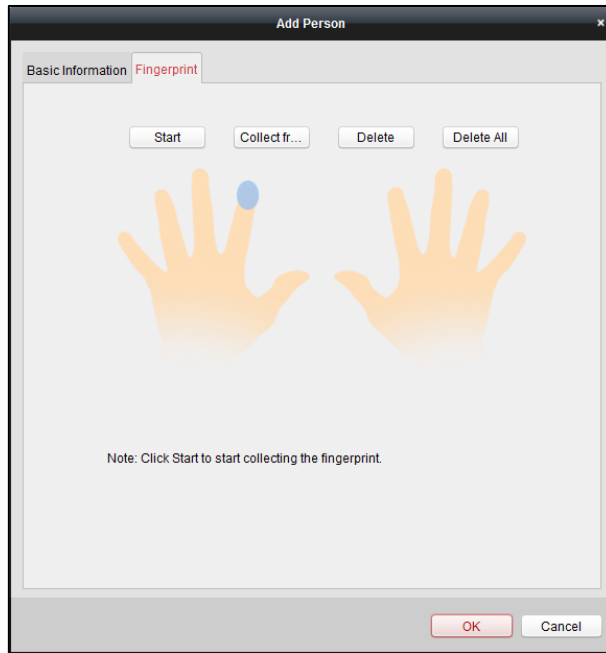 Add Person ×
Basic Information Fingerprint
Start Collect fr... Delete Delete All
Note: Click Start to start collecting the fingerprint.
OK Cancel